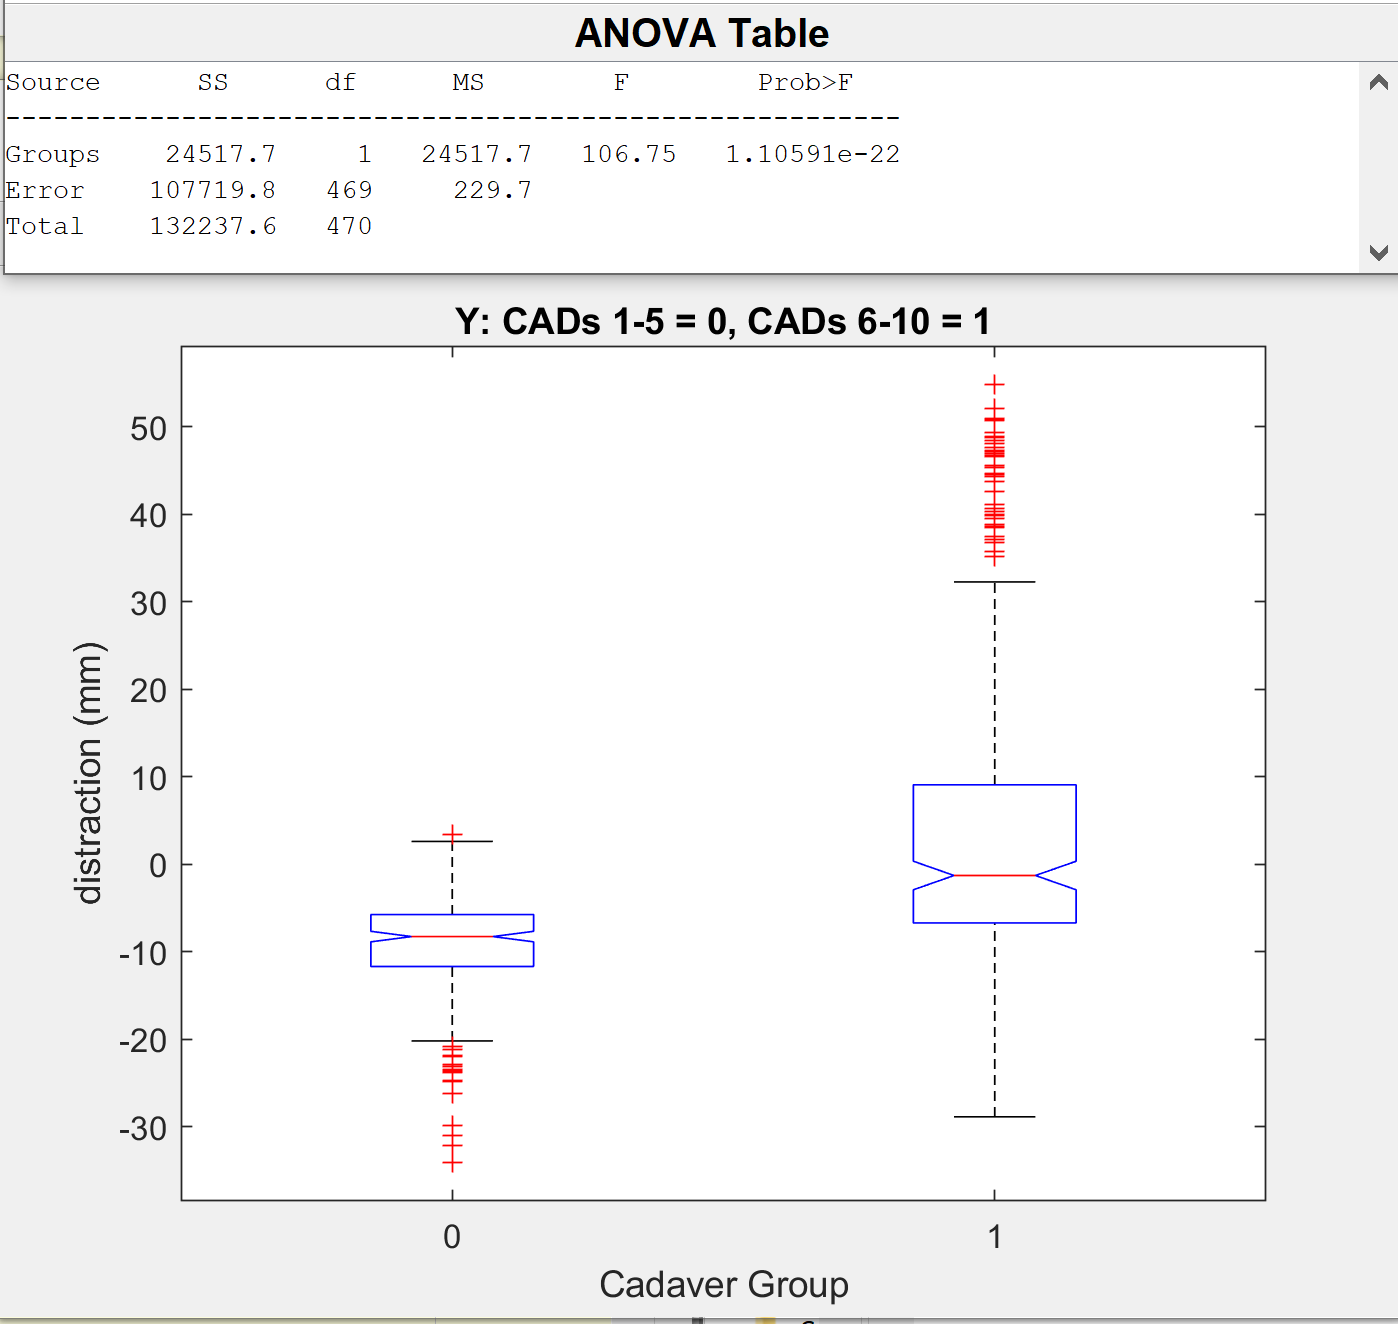 ANOVA Table
Source SS df MS F Prob>F
--------------------------------------------------------
Groups 24517.7 1 24517.7 106.75 1.10591e-22
Error 107719.8 469 229.7
Total 132237.6 470
Y: CADs 1-5 = 0, CADs 6-10 = 1
50
40
30
20
10
0
-10
-20
-30
distraction (mm)
0 1
Cadaver Group